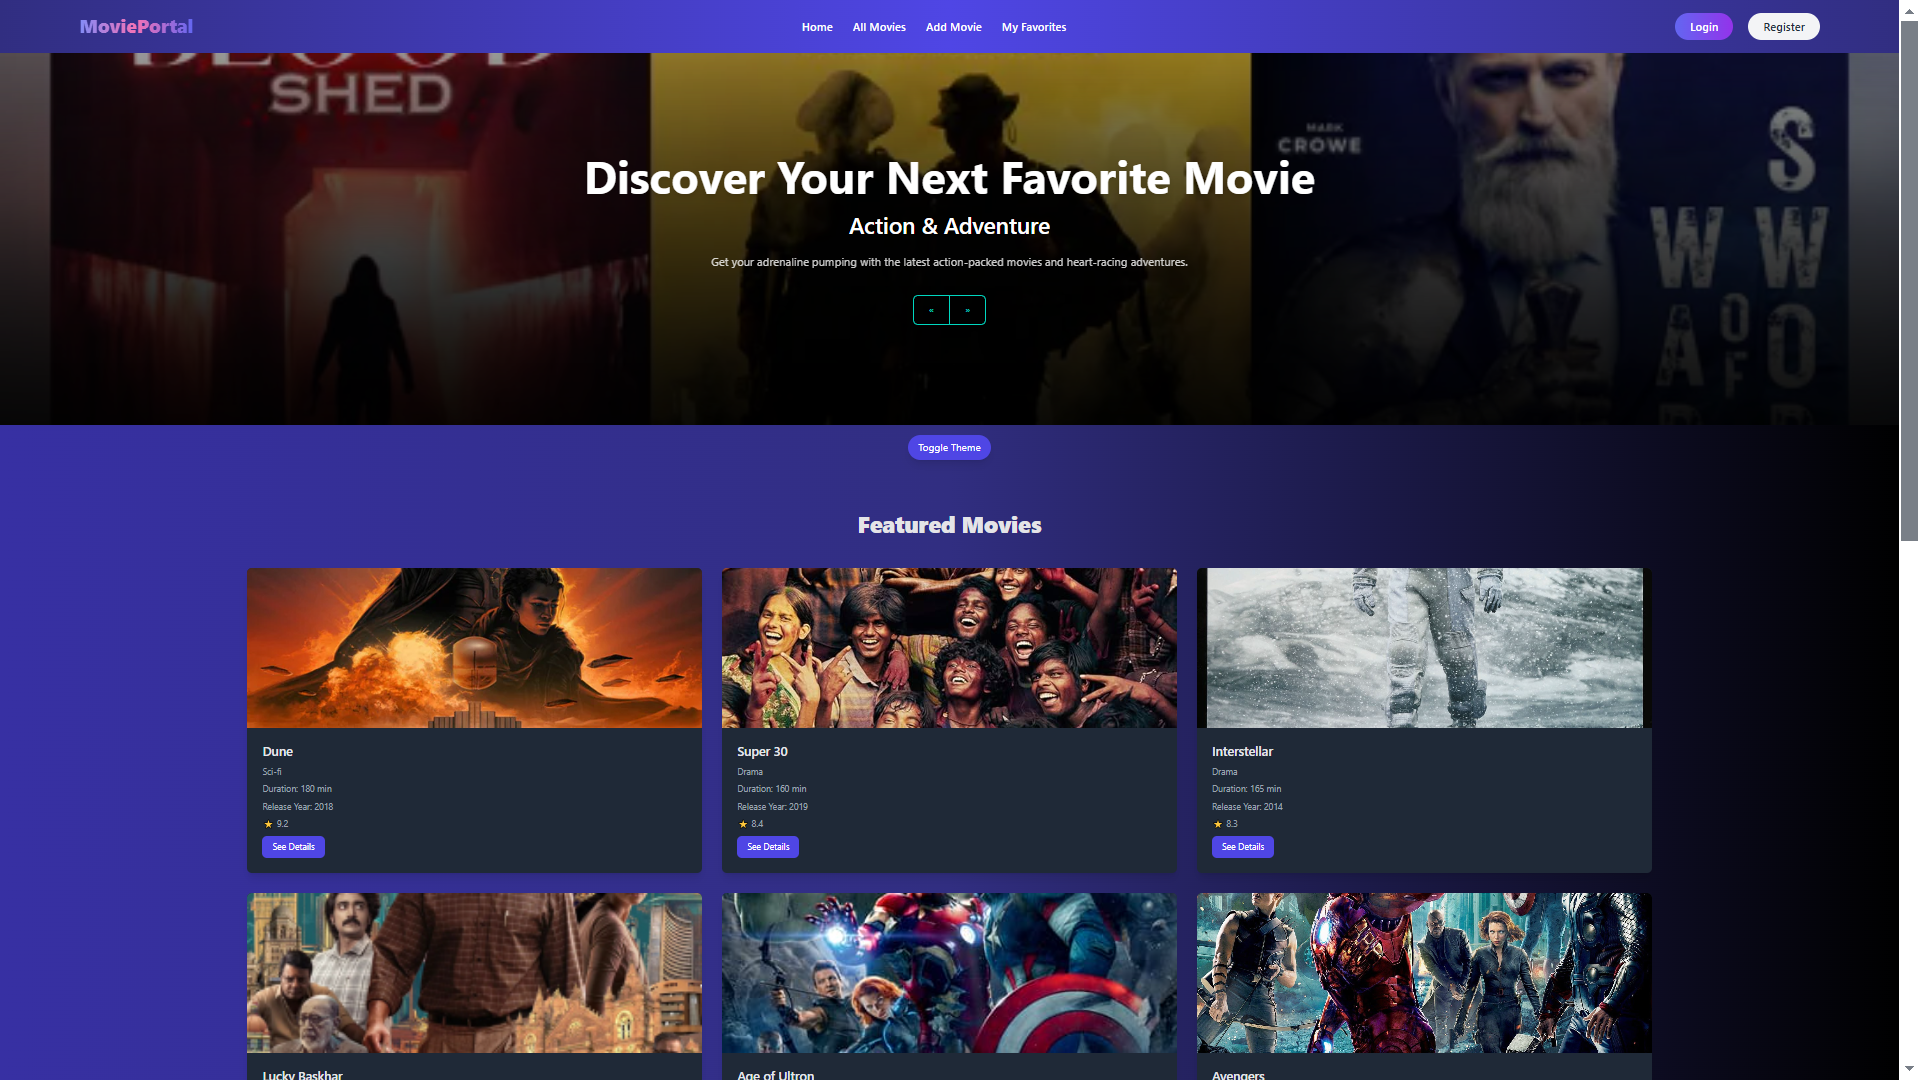 MoviePortal
Home
All Movies
Add Movie
My Favorites
Login
Register
SHED
MARK
CROWE
S
W W
A OF O
Discover Your Next Favorite Movie
Action & Adventure
Get your adrenaline pumping with the latest action-packed movies and heart-racing adventures.
«
»
Toggle Theme
Featured Movies
Dune
Sci-fi
Duration: 180 min
Release Year: 2018
★ 9.2
See Details
Super 30
Drama
Duration: 160 min
Release Year: 2019
★ 8.4
See Details
Interstellar
Drama
Duration: 165 min
Release Year: 2014
★ 8.3
See Details
Lucky Baskhar
Age of Ultron
Avengers